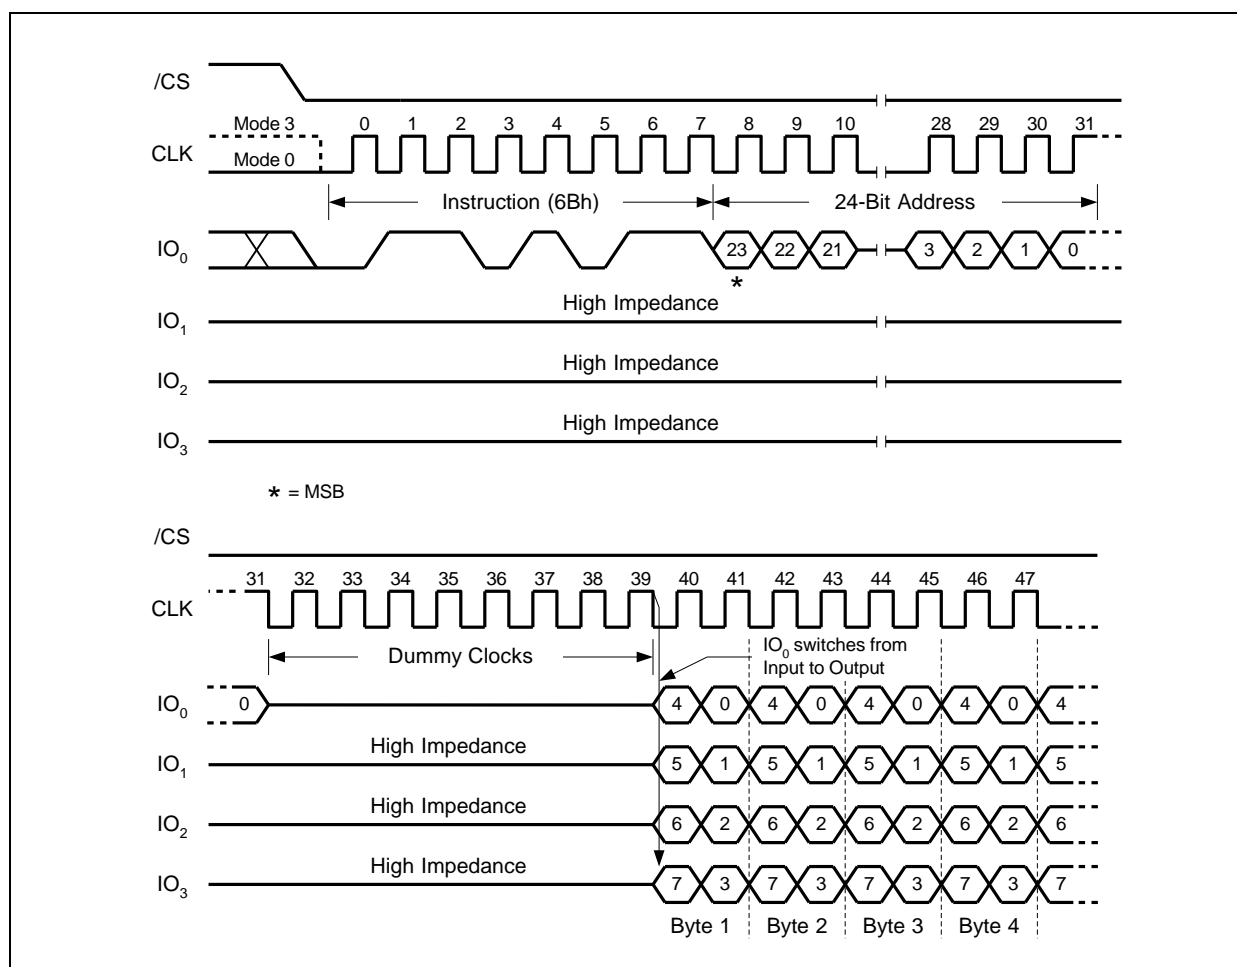 /CS
Mode 3 0 1 2 3 4 5 6 7 8 9 10 28 29 30 31
CLK
Mode 0
Instruction (6Bh) 24-Bit Address
IO0 23 22 21 3 2 1 0
*
High Impedance
IO1
High Impedance
IO2
High Impedance
IO3
* = MSB
/CS
31 32 33 34 35 36 37 38 39 40 41 42 43 44 45 46 47
CLK
Dummy Clocks
IO0 switches from
Input to Output
IO0 0 4 0 4 0 4 0 4 0 4
High Impedance
IO1 5 1 5 1 5 1 5 1 5
High Impedance
IO2 6 2 6 2 6 2 6 2 6
High Impedance
IO3 7 3 7 3 7 3 7 3 7
Byte 1 Byte 2 Byte 3 Byte 4